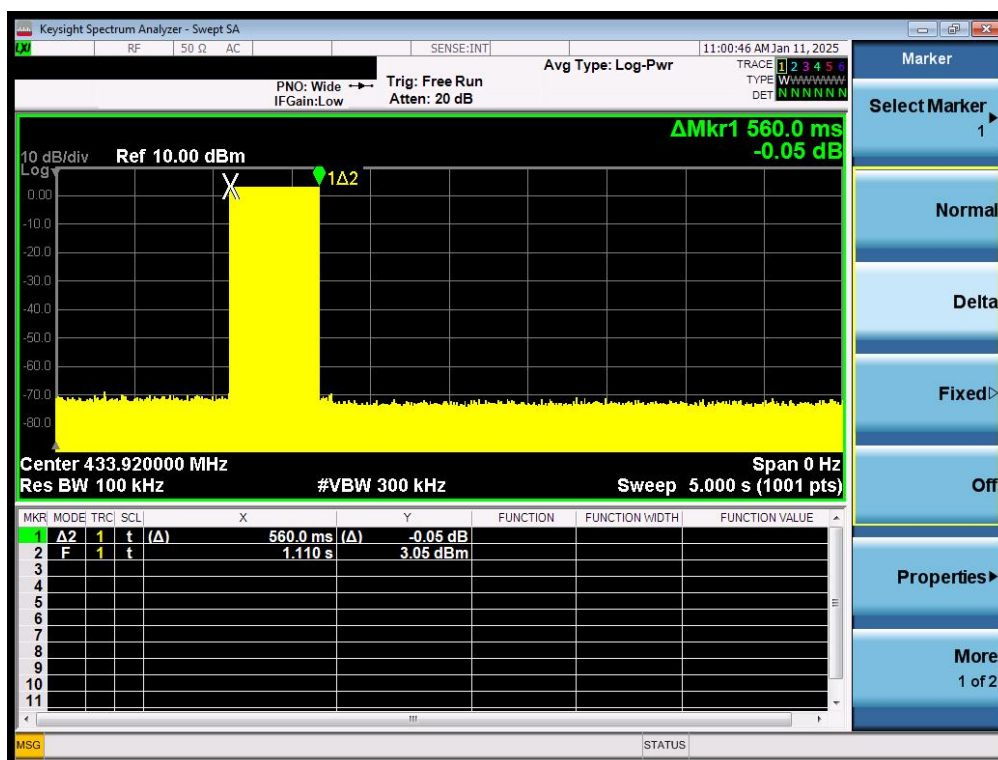 Keysight Spectrum Analyzer - Swept SA
LXI RF 50 Ω AC SENSE:INT 11:00:46 AM Jan 11, 2025
PNO: Wide Trig: Free Run Avg Type: Log-Pwr TRACE 1 2 3 4 5 6
IFGain:Low Atten: 20 dB TYPE WWWWWW
DET N N N N N N
ΔMkr1 560.0 ms
-0.05 dB
10 dB/div Ref 10.00 dBm
Log
1Δ2
0.00
-10.0
-20.0
-30.0
-40.0
-50.0
-60.0
-70.0
-80.0
Center 433.920000 MHz Span 0 Hz
Res BW 100 kHz #VBW 300 kHz Sweep 5.000 s (1001 pts)
MKR MODE TRC SCL X Y FUNCTION FUNCTION WIDTH FUNCTION VALUE
1 Δ2 1 t (Δ) 560.0 ms (Δ) -0.05 dB
2 F 1 t 1.110 s 3.05 dBm
3
4
5
6
7
8
9
10
11
MSG STATUS
Marker
Select Marker
1
Normal
Delta
Fixed
Off
Properties
More
1 of 2